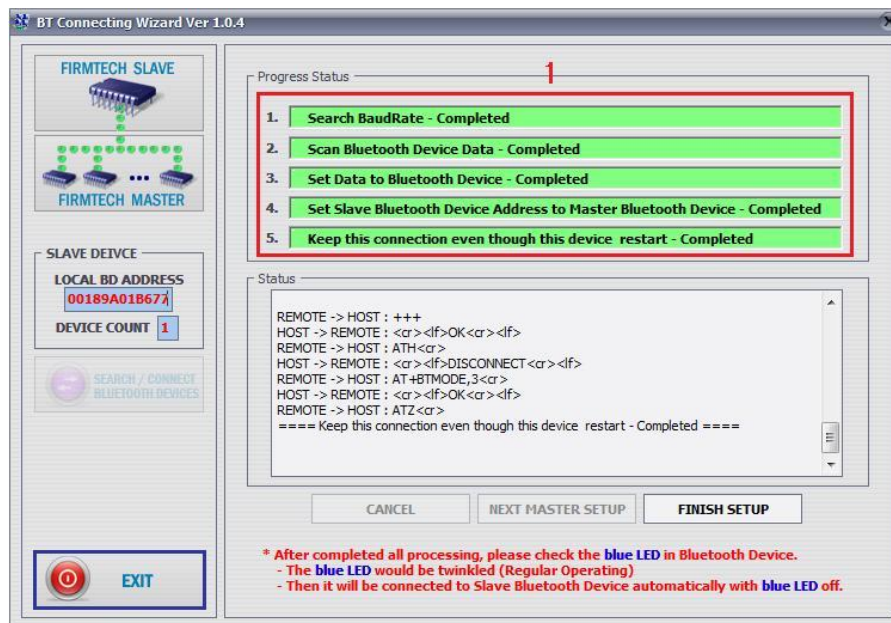 BT Connecting Wizard Ver 1.0.4
FIRMTECH SLAVE
FIRMTECH MASTER
SLAVE DEIVCE
LOCAL BD ADDRESS
00189A01B677
DEVICE COUNT 1
SEARCH / CONNECT
BLUETOOTH DEVICES
EXIT
Progress Status
1
1. Search BaudRate - Completed
2. Scan Bluetooth Device Data - Completed
3. Set Data to Bluetooth Device - Completed
4. Set Slave Bluetooth Device Address to Master Bluetooth Device - Completed
5. Keep this connection even though this device restart - Completed
Status
REMOTE -> HOST : +++
HOST -> REMOTE : <cr><lf>OK<cr><lf>
REMOTE -> HOST : ATH<cr>
HOST -> REMOTE : <cr><lf>DISCONNECT<cr><lf>
REMOTE -> HOST : AT+BTMODE,3<cr>
HOST -> REMOTE : <cr><lf>OK<cr><lf>
REMOTE -> HOST : ATZ<cr>
==== Keep this connection even though this device restart - Completed ====
CANCEL
NEXT MASTER SETUP
FINISH SETUP
* After completed all processing, please check the blue LED in Bluetooth Device.
- The blue LED would be twinkled (Regular Operating)
- Then it will be connected to Slave Bluetooth Device automatically with blue LED off.